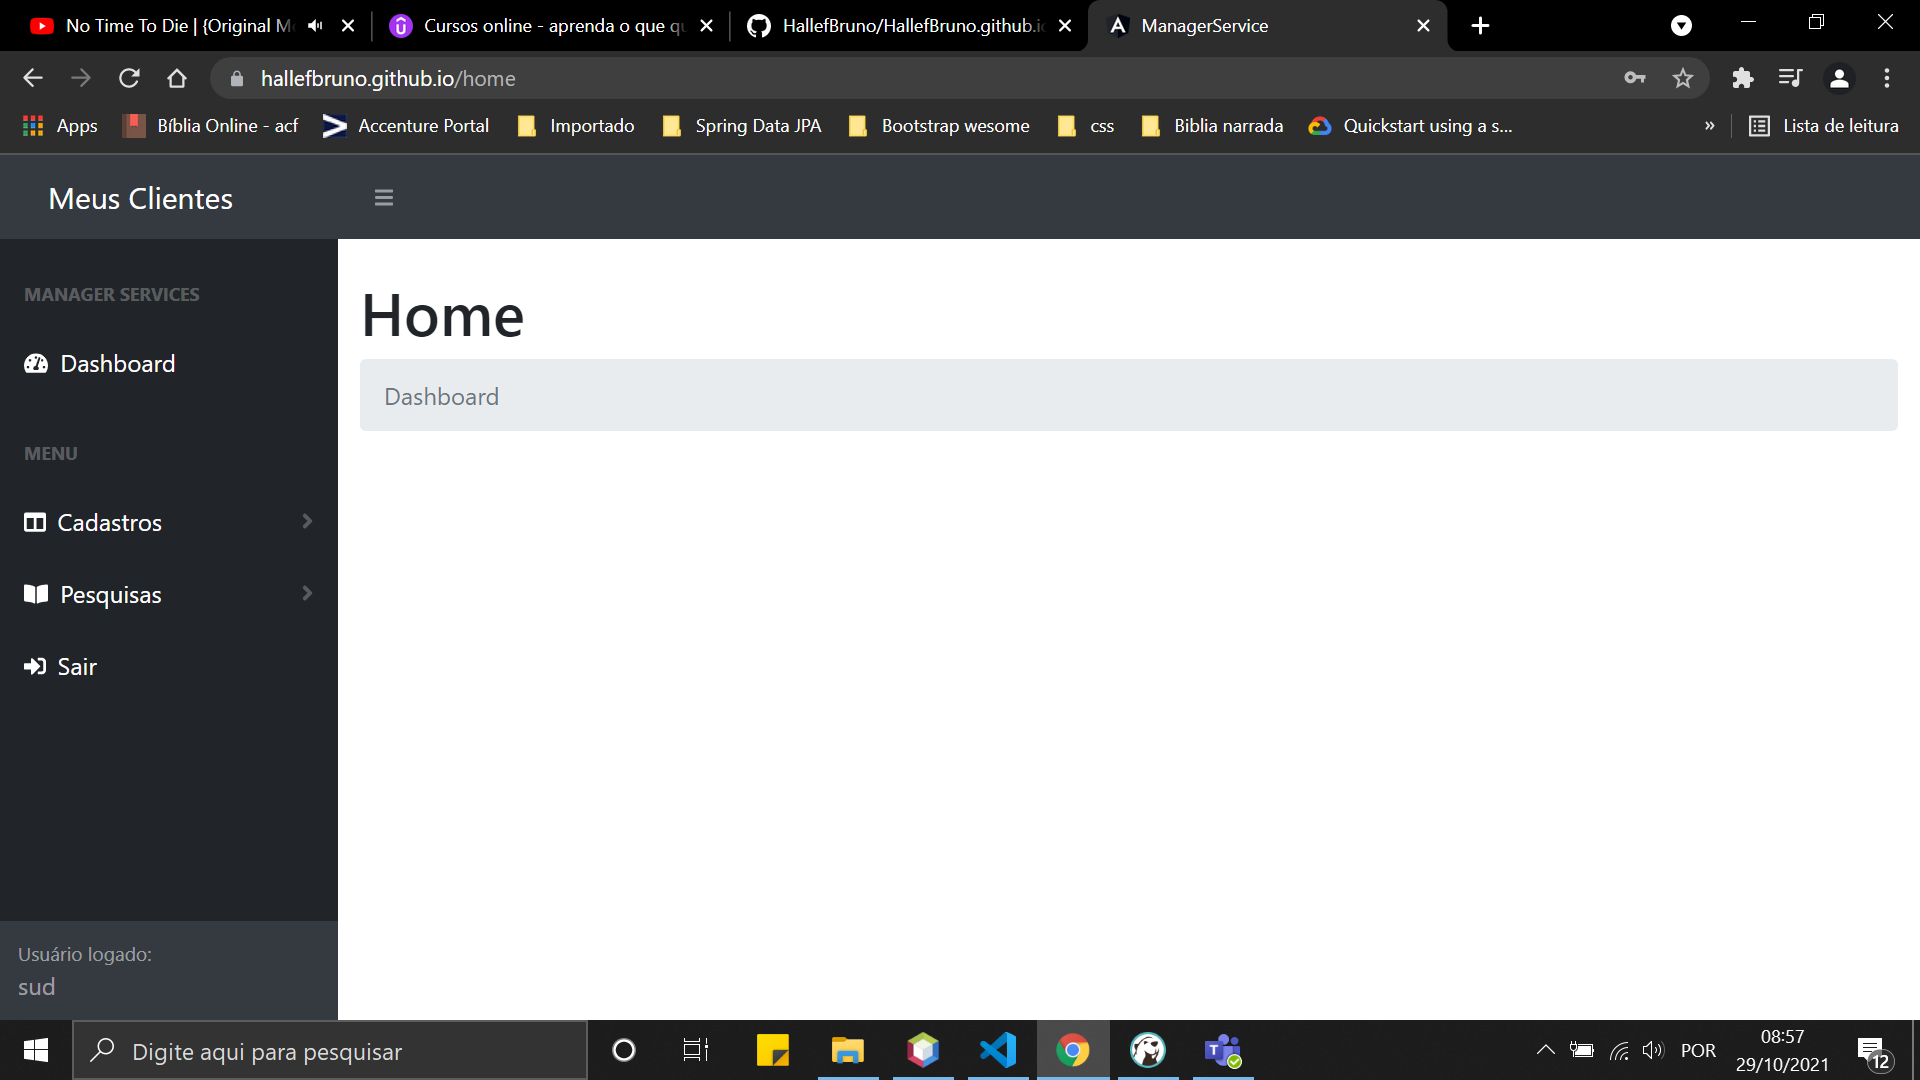 No Time To Die | {Original M
Cursos online - aprenda o que qu
HallefBruno/HallefBruno.github.io
ManagerService
hallefbruno.github.io/home
Apps
Bíblia Online - acf
Accenture Portal
Importado
Spring Data JPA
Bootstrap wesome
css
Biblia narrada
Quickstart using a s...
»
Lista de leitura
Meus Clientes
MANAGER SERVICES
Dashboard
MENU
Cadastros
Pesquisas
Sair
Usuário logado:
sud
Home
Dashboard
Digite aqui para pesquisar
POR
08:57
29/10/2021
12